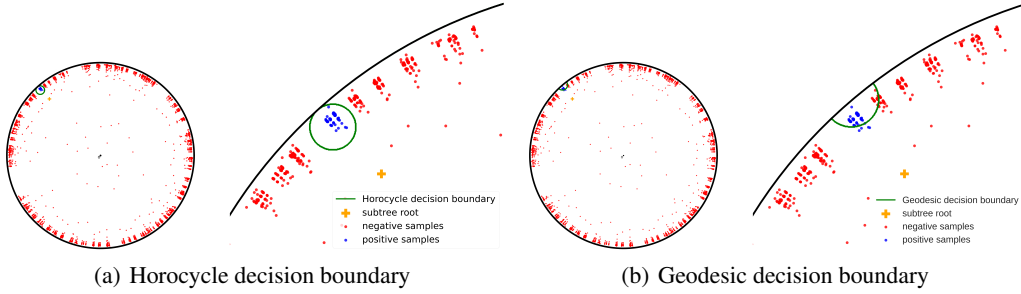 Horocycle decision boundary
subtree root
negative samples
positive samples
Geodesic decision boundary
subtree root
negative samples
positive samples
(a) Horocycle decision boundary
(b) Geodesic decision boundary